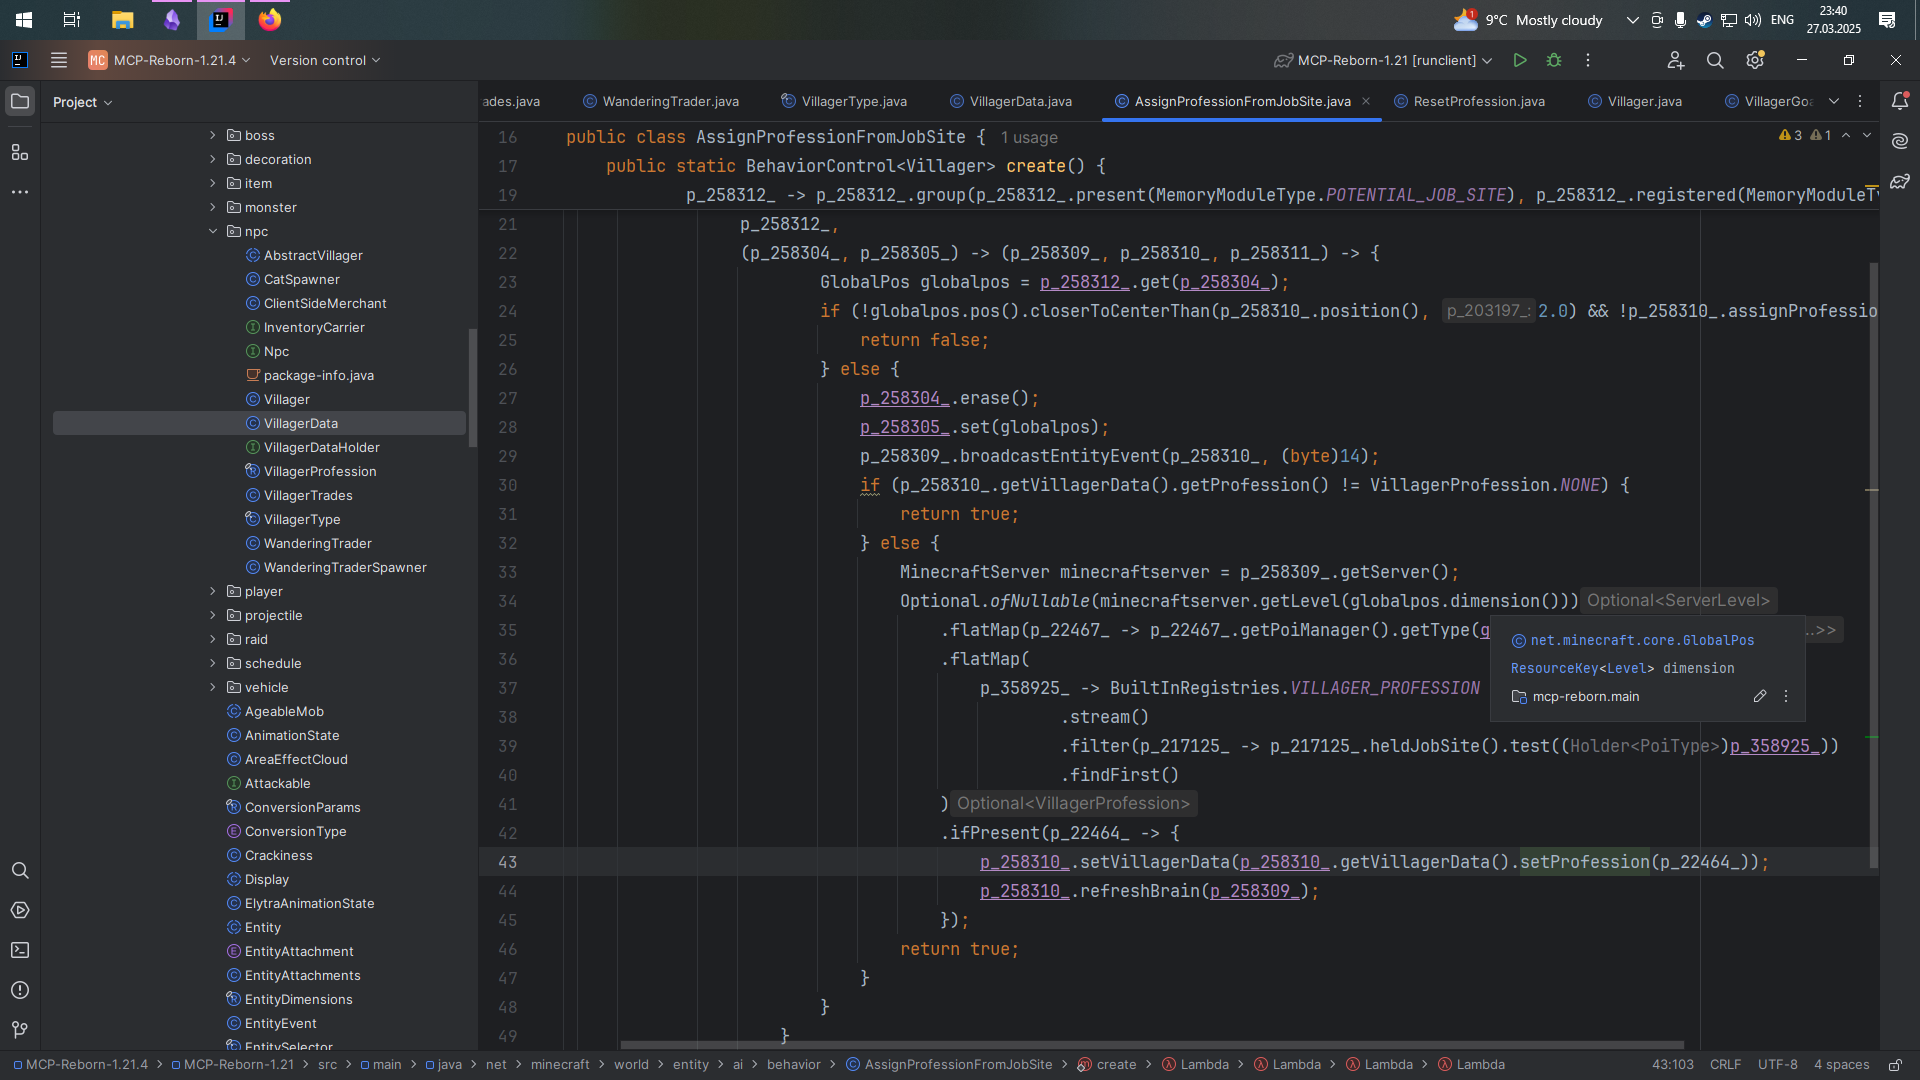 1
9°C Mostly cloudy
ENG
23:40
27.03.2025
MC MCP-Reborn-1.21.4
Version control
MCP-Reborn-1.21 [runclient]
Project
boss
decoration
item
monster
npc
AbstractVillager
CatSpawner
ClientSideMerchant
InventoryCarrier
Npc
package-info.java
Villager
VillagerData
VillagerDataHolder
VillagerProfession
VillagerTrades
VillagerType
WanderingTrader
WanderingTraderSpawner
player
projectile
raid
schedule
vehicle
AgeableMob
AnimationState
AreaEffectCloud
Attackable
ConversionParams
ConversionType
Crackiness
Display
ElytraAnimationState
Entity
EntityAttachment
EntityAttachments
EntityDimensions
EntityEvent
EntitySelector
ades.java WanderingTrader.java VillagerType.java VillagerData.java AssignProfessionFromJobSite.java ResetProfession.java Villager.java VillagerGoa
3 1
16 public class AssignProfessionFromJobSite { 1 usage
17 public static BehaviorControl<Villager> create() {
19 p_258312_ -> p_258312_.group(p_258312_.present(MemoryModuleType.POTENTIAL_JOB_SITE), p_258312_.registered(MemoryModuleTy
21 p_258312_,
22 (p_258304_, p_258305_) -> (p_258309_, p_258310_, p_258311_) -> {
23 GlobalPos globalpos = p_258312_.get(p_258304_);
24 if (!globalpos.pos().closerToCenterThan(p_258310_.position(), p_203197_: 2.0) && !p_258310_.assignProfessio
25 return false;
26 } else {
27 p_258304_.erase();
28 p_258305_.set(globalpos);
29 p_258309_.broadcastEntityEvent(p_258310_, (byte)14);
30 if (p_258310_.getVillagerData().getProfession() != VillagerProfession.NONE) {
31 return true;
32 } else {
33 MinecraftServer minecraftserver = p_258309_.getServer();
34 Optional.ofNullable(minecraftserver.getLevel(globalpos.dimension())) Optional<ServerLevel>
35 .flatMap(p_22467_ -> p_22467_.getPoiManager().getType(g ..>>
36 .flatMap(
37 p_358925_ -> BuiltInRegistries.VILLAGER_PROFESSION
38 .stream()
39 .filter(p_217125_ -> p_217125_.heldJobSite().test((Holder<PoiType>)p_358925_))
40 .findFirst()
41 ) Optional<VillagerProfession>
42 .ifPresent(p_22464_ -> {
43 p_258310_.setVillagerData(p_258310_.getVillagerData().setProfession(p_22464_));
44 p_258310_.refreshBrain(p_258309_);
45 });
46 return true;
47 }
48 }
49 }
net.minecraft.core.GlobalPos
ResourceKey<Level> dimension
mcp-reborn.main
MCP-Reborn-1.21.4 > MCP-Reborn-1.21 > src > main > java > net > minecraft > world > entity > ai > behavior > AssignProfessionFromJobSite > create > Lambda > Lambda > Lambda > Lambda
43:103 CRLF UTF-8 4 spaces